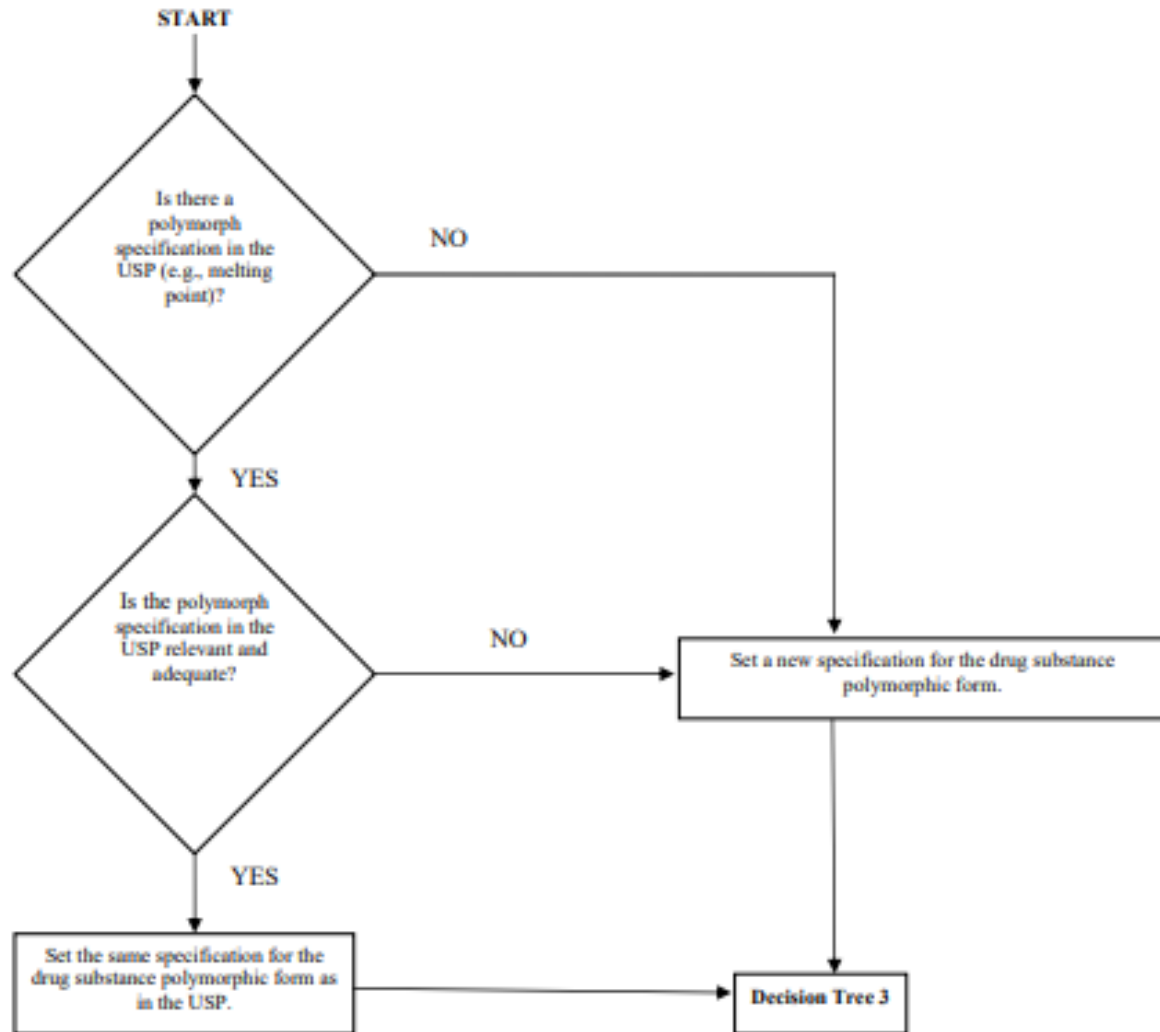 START
Is there a
polymorph
specification in the
USP (e.g., melting
point)?
NO
YES
Is the polymorph
specification in the
USP relevant and
adequate?
NO
Set a new specification for the drug substance
polymorphic form.
YES
Set the same specification for the
drug substance polymorphic form as
in the USP.
Decision Tree 3